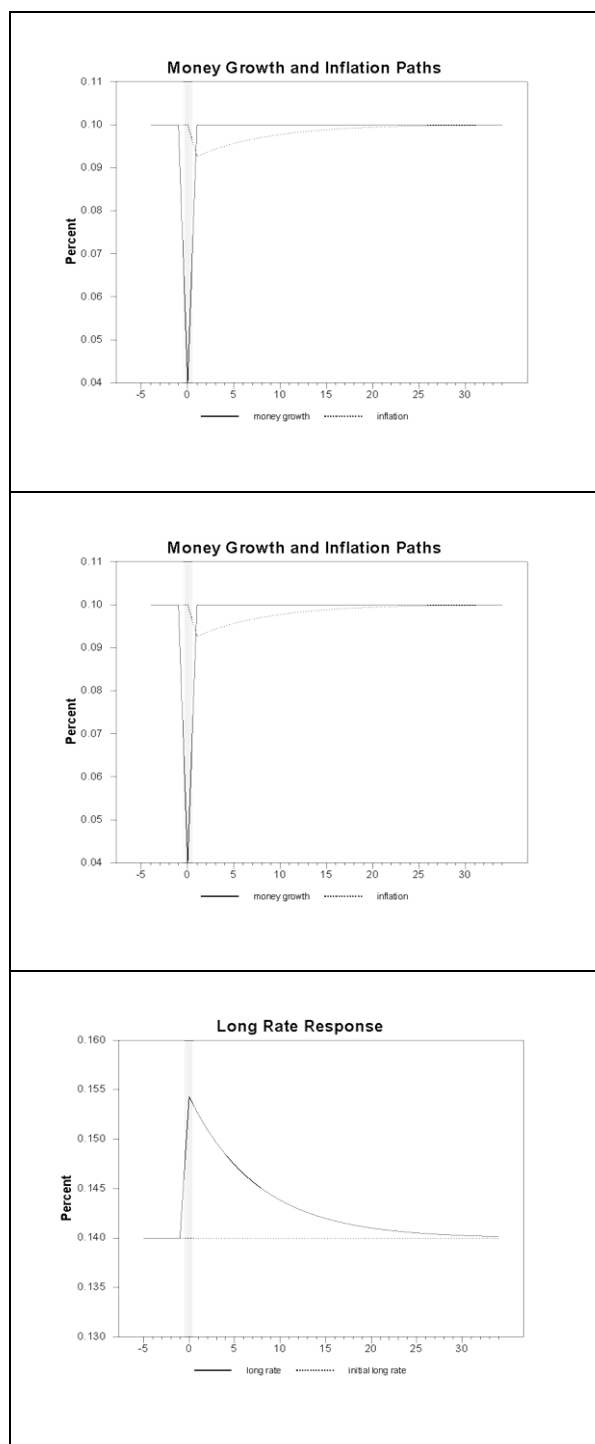 Money Growth and Inflation Paths
0.11
0.10
0.09
0.08
0.07
0.06
0.05
0.04
Percent
-5 0 5 10 15 20 25 30
money growth inflation
Money Growth and Inflation Paths
0.11
0.10
0.09
0.08
0.07
0.06
0.05
0.04
Percent
-5 0 5 10 15 20 25 30
money growth inflation
Long Rate Response
0.160
0.155
0.150
0.145
0.140
0.135
0.130
Percent
-5 0 5 10 15 20 25 30
long rate initial long rate